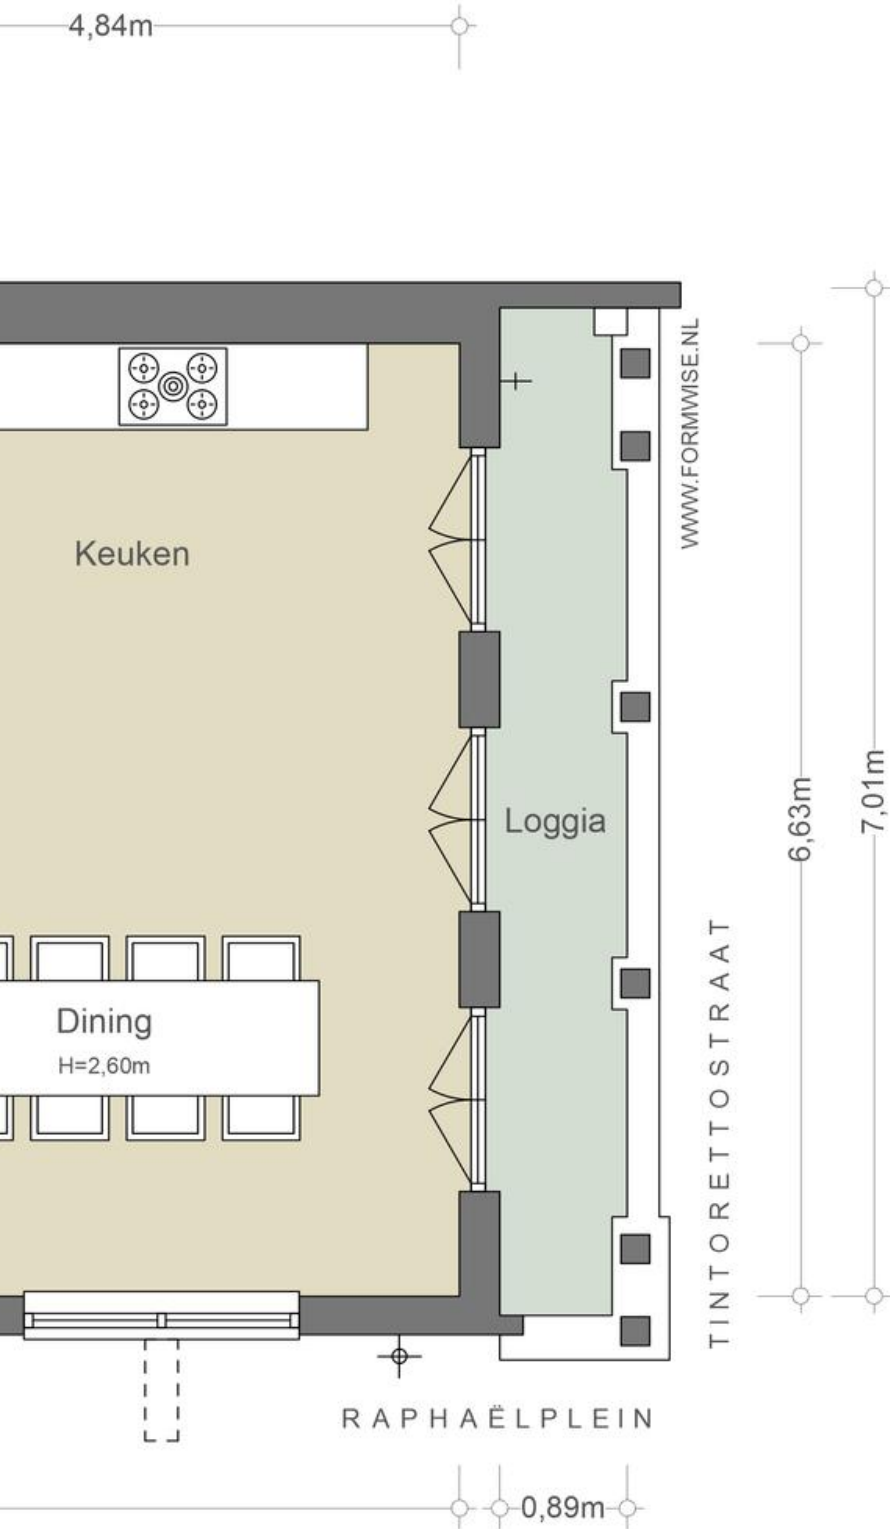 4,84m
WWW.FORMWISE.NL
Keuken
6,63m
7,01m
Loggia
Dining
H=2,60m
TINTORETTOSTRAAT
RAPHAËLPLEIN
0,89m